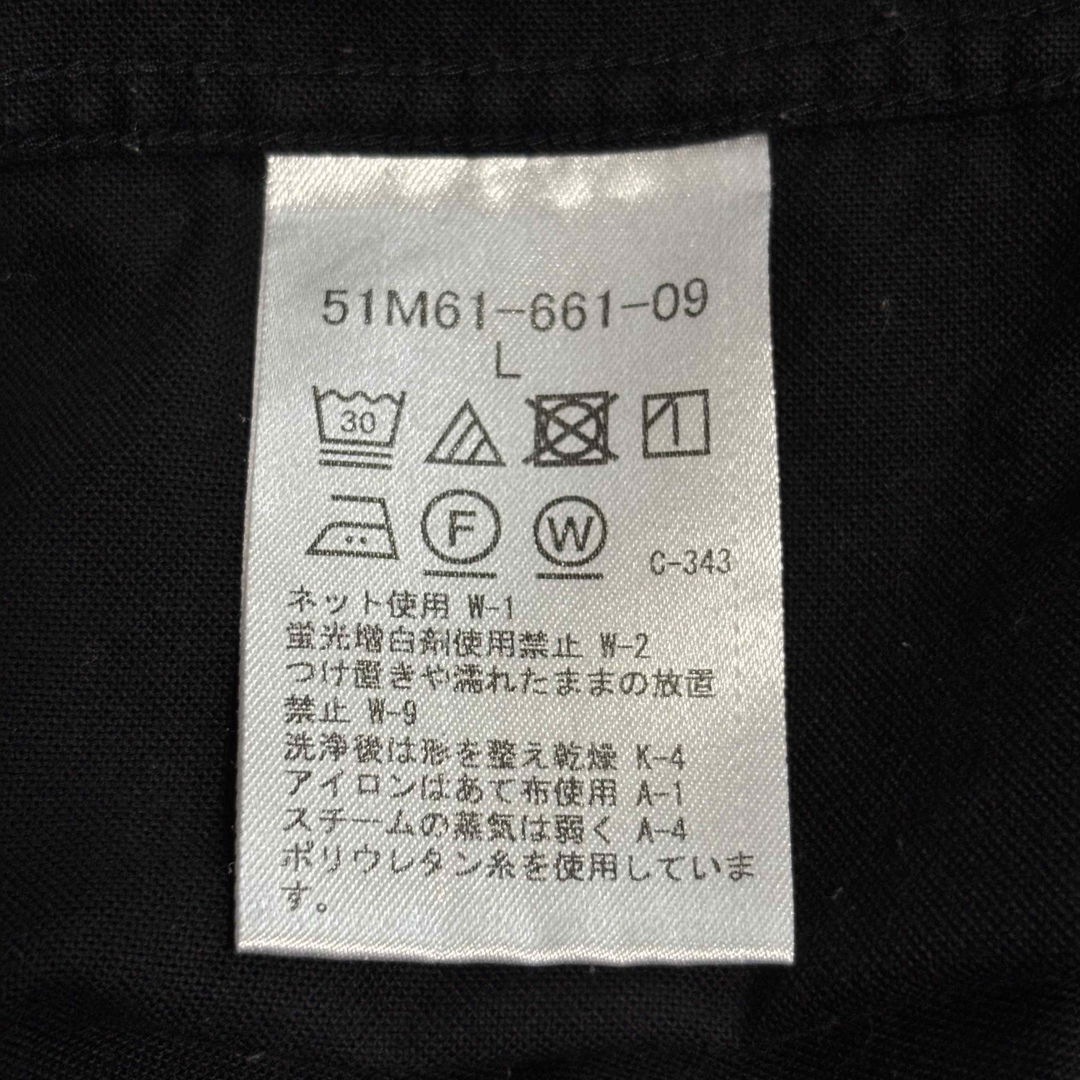 51M61-661-09
L
30
F W C-343
ネット使用 W-1
蛍光増白剤使用禁止 W-2
つけ置きや濡れたままの放置
禁止 W-9
洗浄後は形を整え乾燥 K-4
アイロンはあて布使用 A-1
スチームの蒸気は弱く A-4
ポリウレタン糸を使用していま
す。